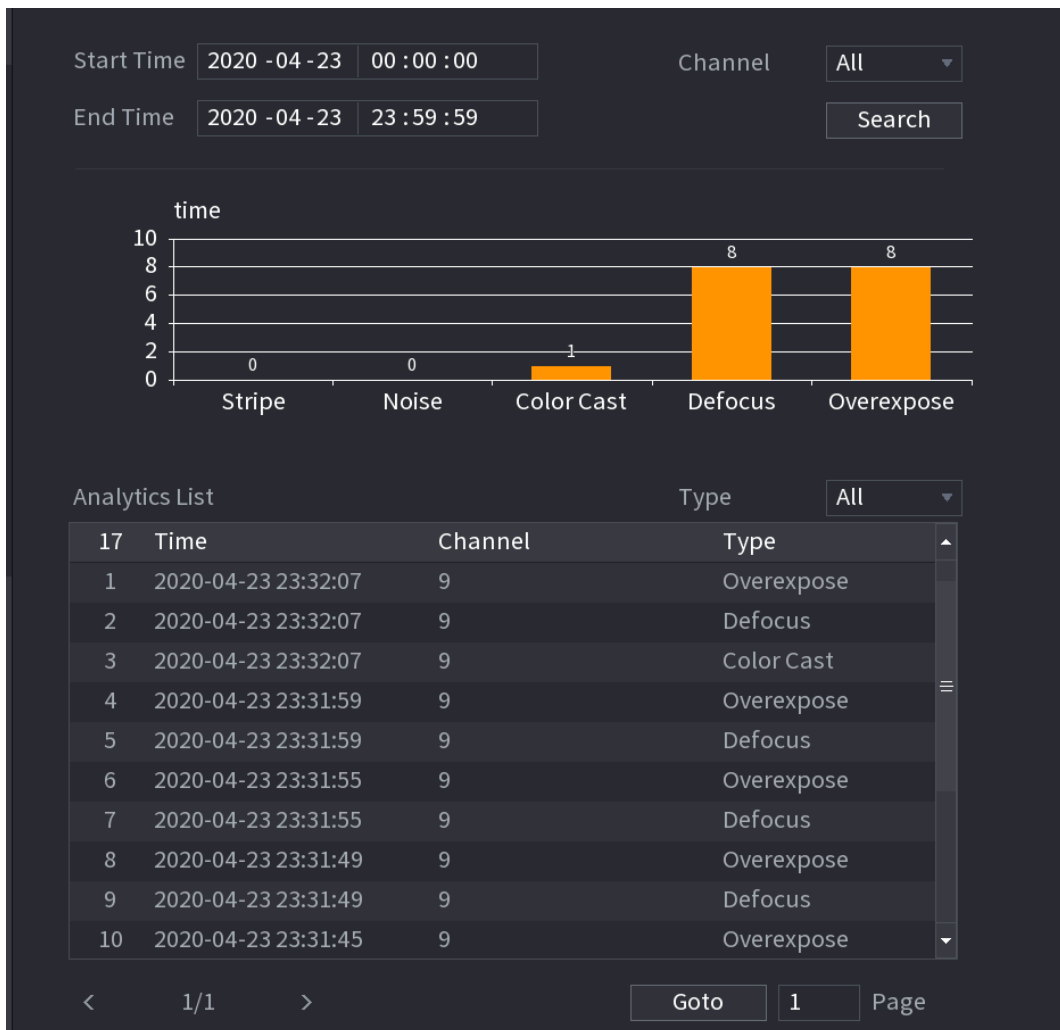 Start Time 2020 -04 -23 00 : 00 : 00 Channel All
End Time 2020 -04 -23 23 : 59 : 59 Search
time
10
8
6
4
2
0
0 0 1 8 8
Stripe Noise Color Cast Defocus Overexpose
Analytics List Type All
17 Time Channel Type
1 2020-04-23 23:32:07 9 Overexpose
2 2020-04-23 23:32:07 9 Defocus
3 2020-04-23 23:32:07 9 Color Cast
4 2020-04-23 23:31:59 9 Overexpose
5 2020-04-23 23:31:59 9 Defocus
6 2020-04-23 23:31:55 9 Overexpose
7 2020-04-23 23:31:55 9 Defocus
8 2020-04-23 23:31:49 9 Overexpose
9 2020-04-23 23:31:49 9 Defocus
10 2020-04-23 23:31:45 9 Overexpose
< 1/1 > Goto 1 Page